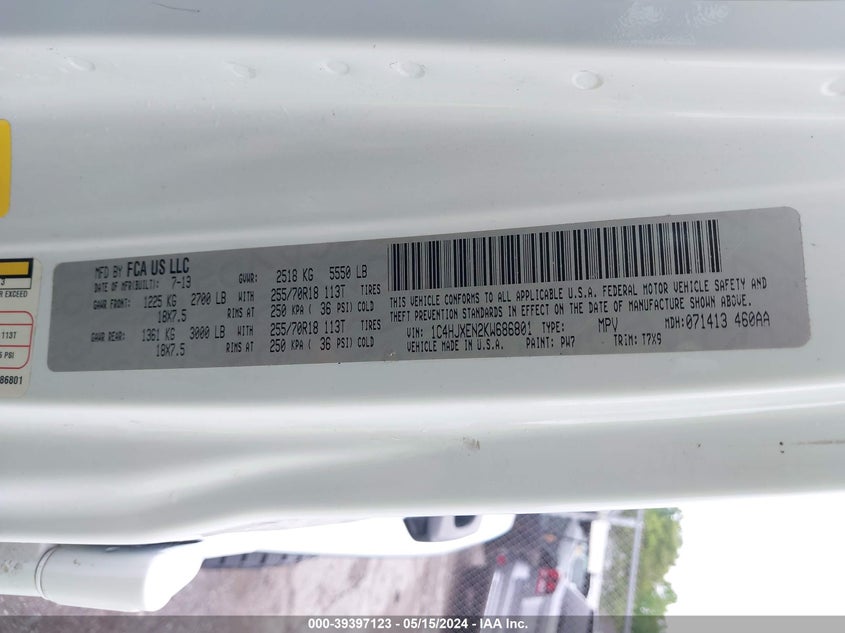 MFD BY FCA US LLC
DATE OF MFR(BUILT): 7-19
GVWR: 2518 KG 5550 LB
GAWR FRONT: 1225 KG 2700 LB WITH 255/70R18 113T TIRES
18X7.5 RIMS AT 250 KPA ( 36 PSI) COLD
GAWR REAR: 1361 KG 3000 LB WITH 255/70R18 113T TIRES
18X7.5 RIMS AT 250 KPA ( 36 PSI) COLD
THIS VEHICLE CONFORMS TO ALL APPLICABLE U.S.A. FEDERAL MOTOR VEHICLE SAFETY AND
THEFT PREVENTION STANDARDS IN EFFECT ON THE DATE OF MANUFACTURE SHOWN ABOVE.
VIN: 1C4HJXEN2KW686801 TYPE: MPV MDH: 071413 460AA
VEHICLE MADE IN U.S.A. PAINT: PW7 TRIM: T7X9
R EXCEED
113T
PSI
86801
000-39397123 - 05/15/2024 - IAA Inc.